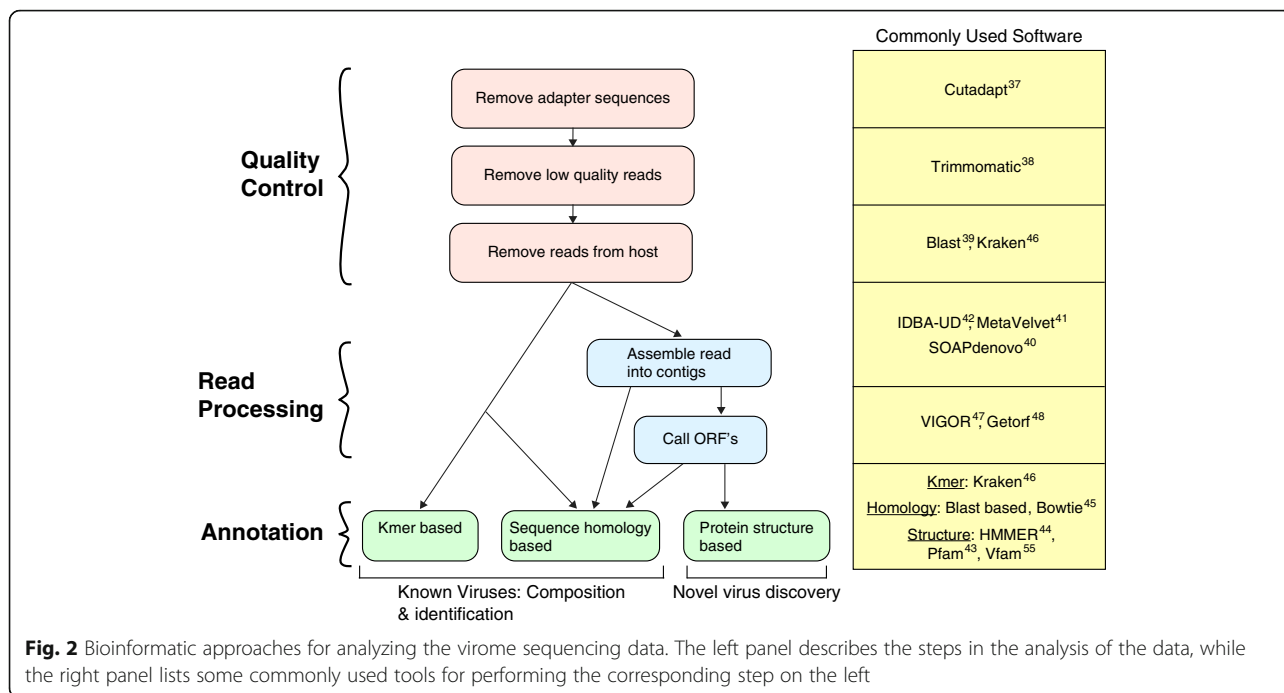 Commonly Used Software
Quality
Control
Remove adapter sequences
Remove low quality reads
Remove reads from host
Read
Processing
Assemble read
into contigs
Call ORF's
Annotation
Kmer based
Sequence homology
based
Protein structure
based
Known Viruses: Composition
& identification
Novel virus discovery
Cutadapt37
Trimmomatic38
Blast39, Kraken46
IDBA-UD42, MetaVelvet41
SOAPdenovo40
VIGOR47, Getorf48
Kmer: Kraken46
Homology: Blast based, Bowtie45
Structure: HMMER44,
Pfam43, Vfam55
Fig. 2 Bioinformatic approaches for analyzing the virome sequencing data. The left panel describes the steps in the analysis of the data, while
the right panel lists some commonly used tools for performing the corresponding step on the left